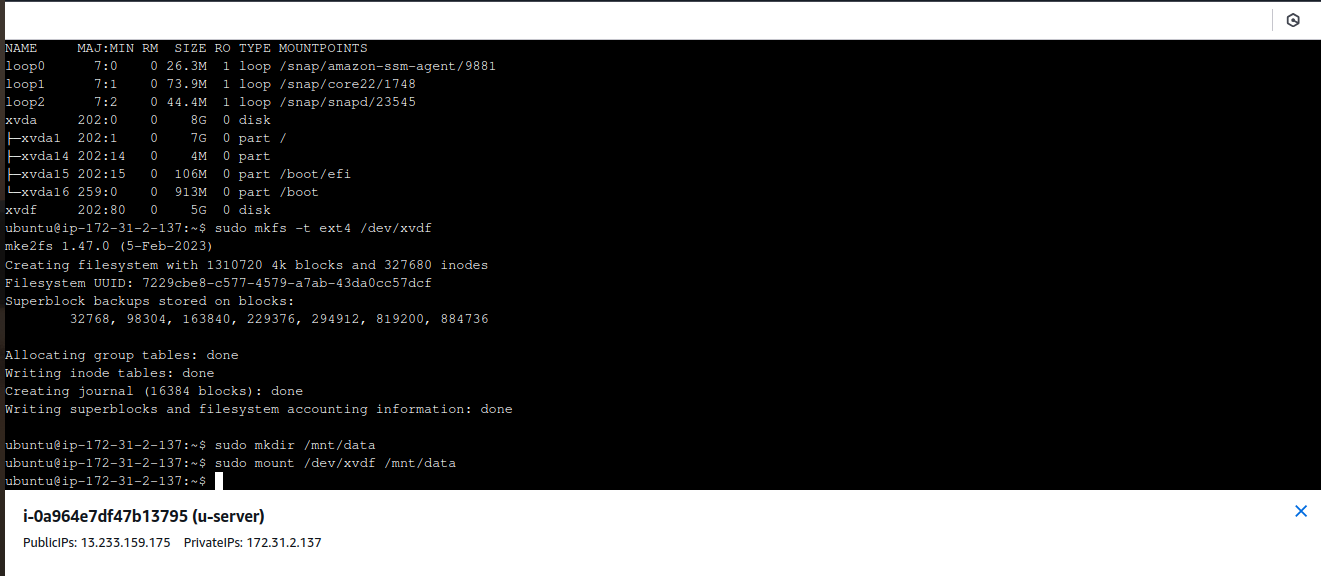 NAME     MAJ:MIN RM  SIZE RO TYPE MOUNTPOINTS
loop0      7:0    0 26.3M  1 loop /snap/amazon-ssm-agent/9881
loop1      7:1    0 73.9M  1 loop /snap/core22/1748
loop2      7:2    0 44.4M  1 loop /snap/snapd/23545
xvda     202:0    0    8G  0 disk
├─xvda1  202:1    0    7G  0 part /
├─xvda14 202:14   0    4M  0 part
├─xvda15 202:15   0  106M  0 part /boot/efi
└─xvda16 259:0    0  913M  0 part /boot
xvdf     202:80   0    5G  0 disk
ubuntu@ip-172-31-2-137:~$ sudo mkfs -t ext4 /dev/xvdf
mke2fs 1.47.0 (5-Feb-2023)
Creating filesystem with 1310720 4k blocks and 327680 inodes
Filesystem UUID: 7229cbe8-c577-4579-a7ab-43da0cc57dcf
Superblock backups stored on blocks:
        32768, 98304, 163840, 229376, 294912, 819200, 884736
Allocating group tables: done
Writing inode tables: done
Creating journal (16384 blocks): done
Writing superblocks and filesystem accounting information: done
ubuntu@ip-172-31-2-137:~$ sudo mkdir /mnt/data
ubuntu@ip-172-31-2-137:~$ sudo mount /dev/xvdf /mnt/data
ubuntu@ip-172-31-2-137:~$
i-0a964e7df47b13795 (u-server)
PublicIPs: 13.233.159.175    PrivateIPs: 172.31.2.137